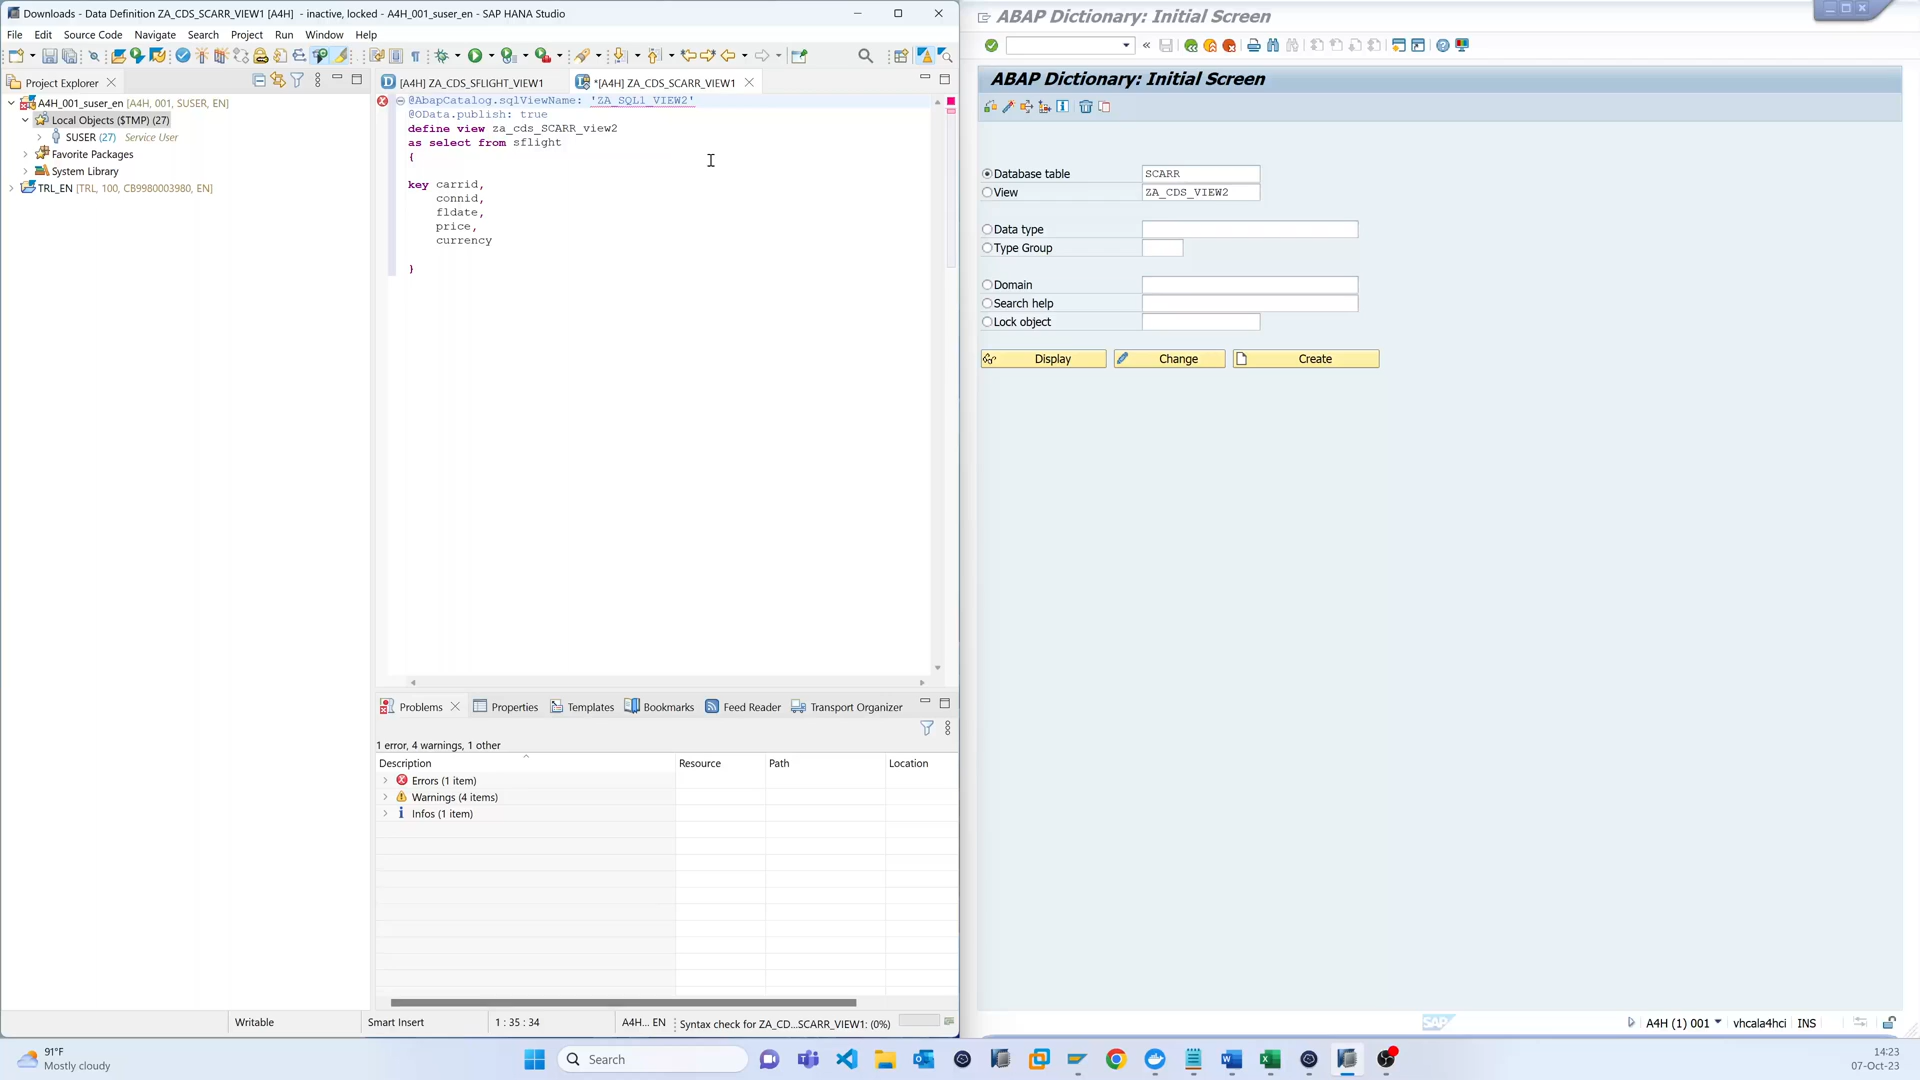 Downloads - Data Definition ZA_CDS_SCARR_VIEW1 [A4H]  - inactive, locked - A4H_001_suser_en - SAP HANA Studio
File Edit Source Code Navigate Search Project Run Window Help
Project Explorer
A4H_001_suser_en [A4H, 001, SUSER, EN]
Local Objects ($TMP) (27)
SUSER (27) Service User
Favorite Packages
System Library
TRL_EN [TRL, 100, CB9980003980, EN]
[A4H] ZA_CDS_SFLIGHT_VIEW1
*[A4H] ZA_CDS_SCARR_VIEW1
@AbapCatalog.sqlViewName: 'ZA_SQL1_VIEW2'
@OData.publish: true
define view za_cds_SCARR_view2
as select from sflight
{
key carrid,
connid,
fldate,
price,
currency
}
Problems Properties Templates Bookmarks Feed Reader Transport Organizer
1 error, 4 warnings, 1 other
Description Resource Path Location
Errors (1 item)
Warnings (4 items)
Infos (1 item)
Writable Smart Insert 1 : 35 : 34 A4H... EN Syntax check for ZA_CD...SCARR_VIEW1: (0%)
ABAP Dictionary: Initial Screen
ABAP Dictionary: Initial Screen
Database table SCARR
View ZA_CDS_VIEW2
Data type
Type Group
Domain
Search help
Lock object
Display Change Create
SAP A4H (1) 001 vhcala4hci INS
91°F
Mostly cloudy
Search
14:23
07-Oct-23